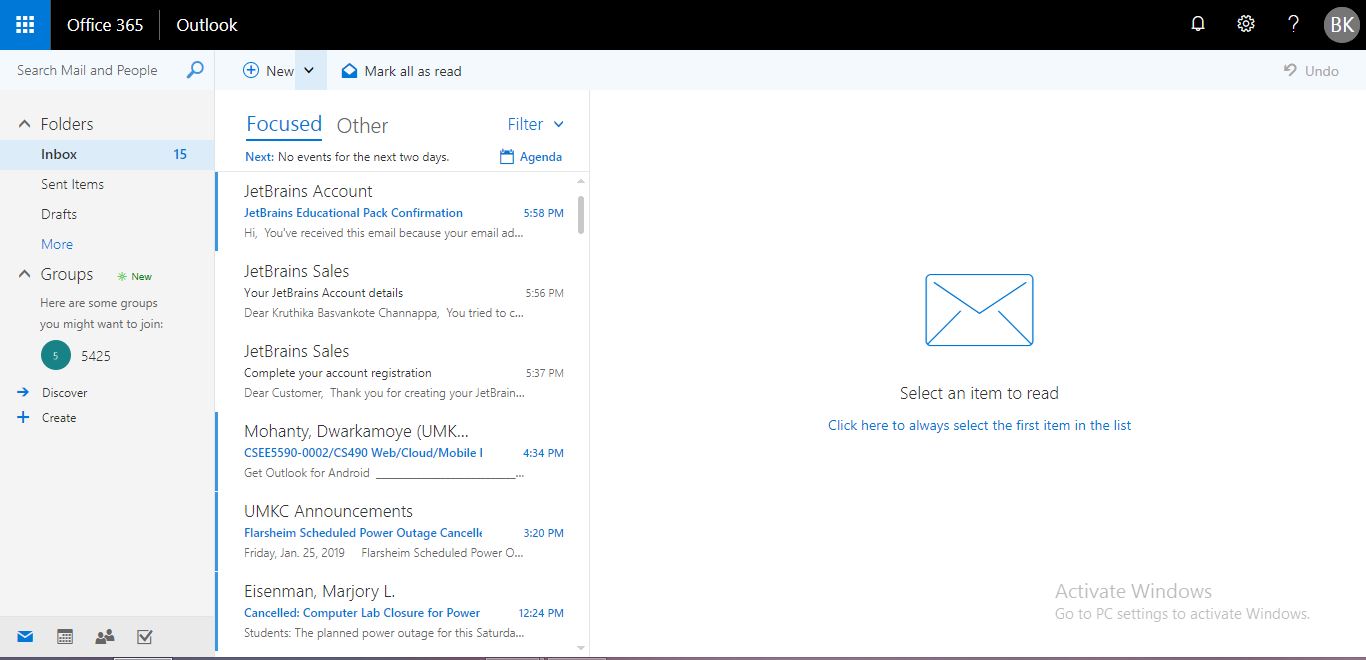 Office 365 Outlook BK
Search Mail and People New Mark all as read Undo
Folders
Inbox 15
Sent Items
Drafts
More
Groups New
Here are some groups
you might want to join:
5 5425
Discover
Create
Focused Other Filter
Next: No events for the next two days. Agenda
JetBrains Account
JetBrains Educational Pack Confirmation 5:58 PM
Hi, You've received this email because your email ad...
JetBrains Sales
Your JetBrains Account details 5:56 PM
Dear Kruthika Basvankote Channappa, You tried to c...
JetBrains Sales
Complete your account registration 5:37 PM
Dear Customer, Thank you for creating your JetBrain...
Mohanty, Dwarkamoye (UMK...
CSEE5590-0002/CS490 Web/Cloud/Mobile 4:34 PM
Get Outlook for Android ___________________________...
UMKC Announcements
Flarsheim Scheduled Power Outage Cancelle 3:20 PM
Friday, Jan. 25, 2019 Flarsheim Scheduled Power O...
Eisenman, Marjory L.
Cancelled: Computer Lab Closure for Power 12:24 PM
Students: The planned power outage for this Saturda...
Select an item to read
Click here to always select the first item in the list
Activate Windows
Go to PC settings to activate Windows.